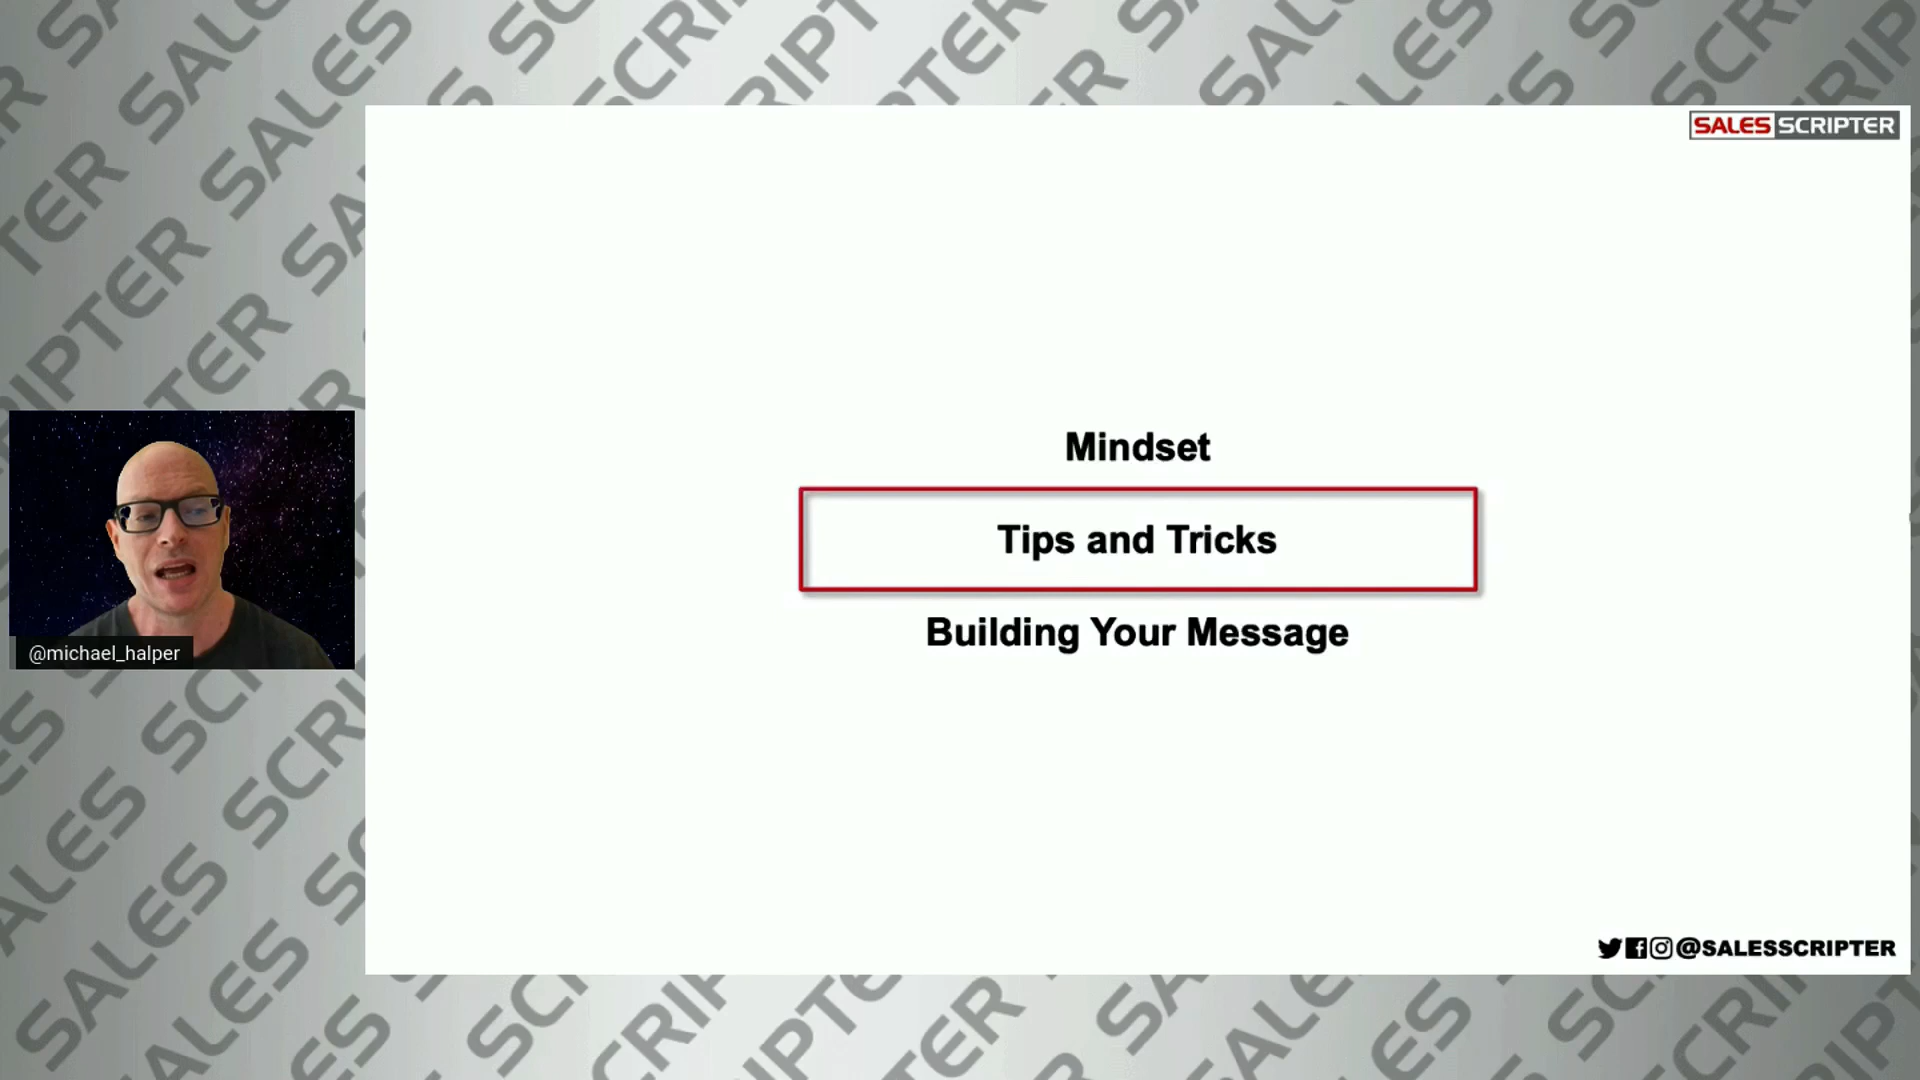 SALES SCRIPTER
Mindset
Tips and Tricks
Building Your Message
@michael_halper
@SALESSCRIPTER